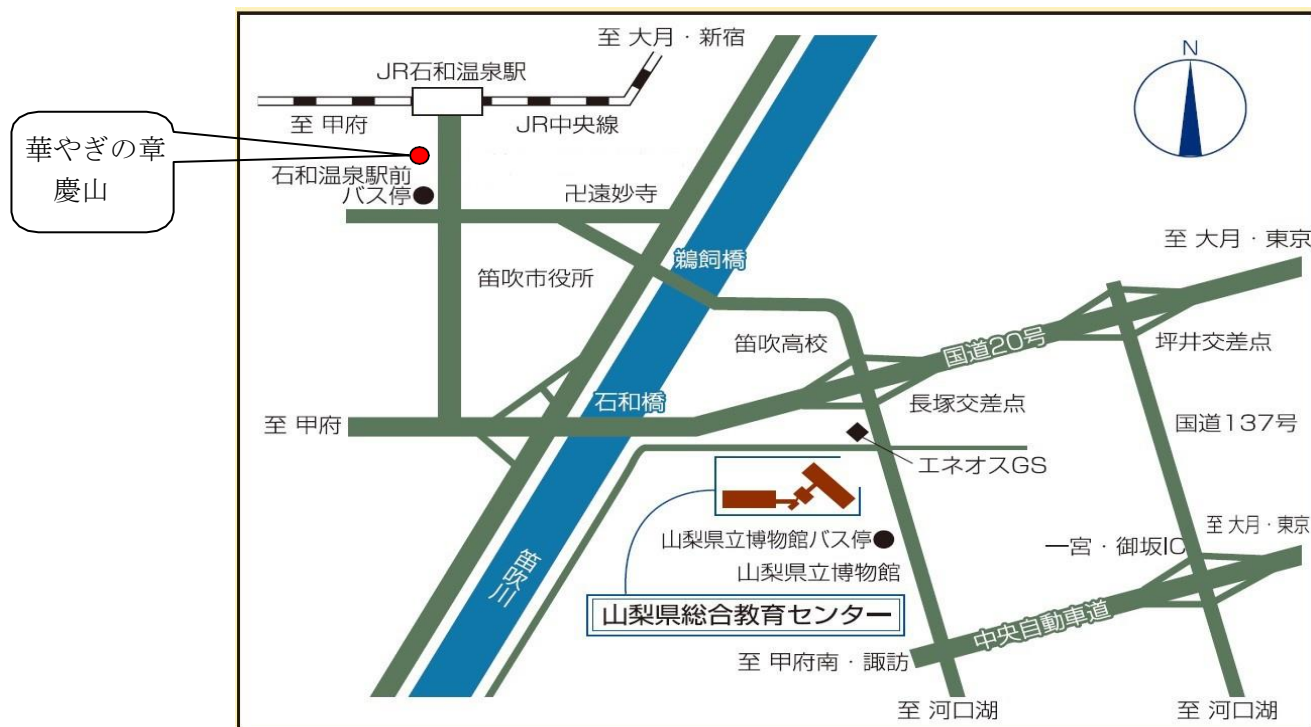 至 大月・新宿
JR石和温泉駅
N
至 甲府
JR中央線
華やぎの章
慶山
石和温泉駅前
バス停
卍遠妙寺
至 大月・東京
鵜飼橋
笛吹市役所
笛吹高校
国道20号
坪井交差点
石和橋
長塚交差点
至 甲府
国道137号
エネオスGS
至 大月・東京
山梨県立博物館バス停
一宮・御坂IC
山梨県立博物館
笛吹川
山梨県総合教育センター
中央自動車道
至 甲府南・諏訪
至 河口湖
至 河口湖